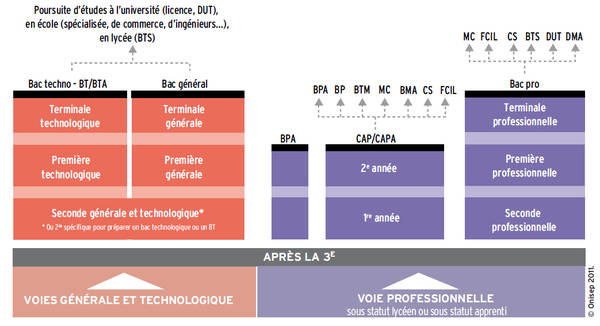 Poursuite d'études à l'université (licence, DUT),
en école (spécialisée, de commerce, d'ingénieurs...),
en lycée (BTS)
MC FCIL CS BTS DUT DMA
Bac techno - BT/BTA
Bac général
BPA BP BTM MC BMA CS FCIL
Bac pro
Terminale
technologique
Terminale
générale
Terminale
professionnelle
BPA
CAP/CAPA
Première
technologique
Première
générale
2e année
Première
professionnelle
Seconde générale et technologique*
* Ou 2de spécifique pour préparer un bac technologique ou un BT
1re année
Seconde
professionnelle
APRÈS LA 3E
VOIES GÉNÉRALE ET TECHNOLOGIQUE
VOIE PROFESSIONNELLE
sous statut lycéen ou sous statut apprenti
© Onisep 2011.